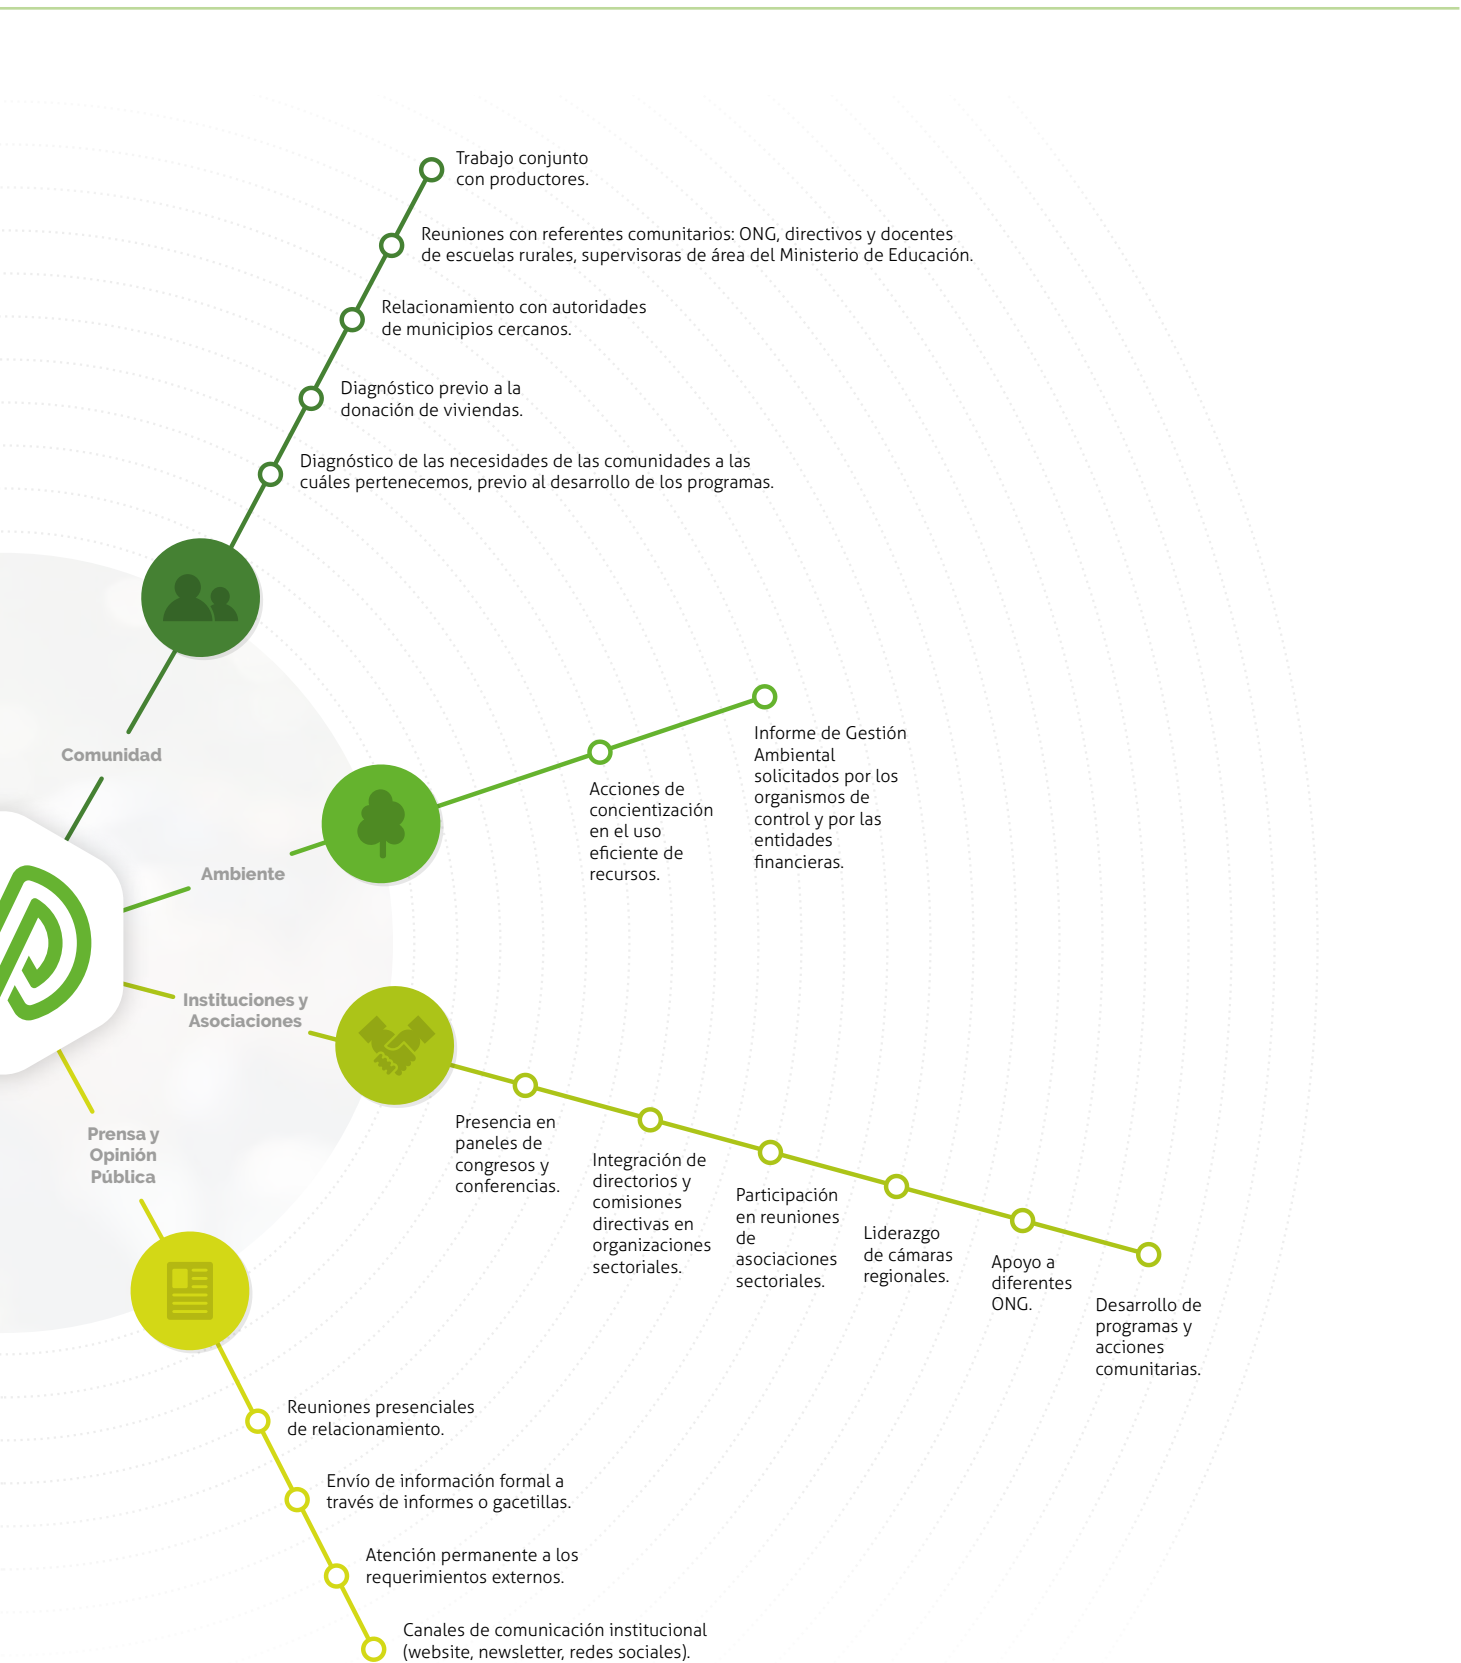 Trabajo conjunto
con productores.
Reuniones con referentes comunitarios: ONG, directivos y docentes
de escuelas rurales, supervisoras de área del Ministerio de Educación.
Relacionamiento con autoridades
de municipios cercanos.
Diagnóstico previo a la
donación de viviendas.
Diagnóstico de las necesidades de las comunidades a las
cuáles pertenecemos, previo al desarrollo de los programas.
Comunidad
Informe de Gestión
Ambiental
solicitados por los
organismos de
control y por las
entidades
financieras.
Acciones de
concientización
en el uso
eficiente de
recursos.
Ambiente
Instituciones y
Asociaciones
Presencia en
paneles de
congresos y
conferencias.
Integración de
directorios y
comisiones
directivas en
organizaciones
sectoriales.
Participación
en reuniones
de
asociaciones
sectoriales.
Liderazgo
de cámaras
regionales.
Apoyo a
diferentes
ONG.
Desarrollo de
programas y
acciones
comunitarias.
Prensa y
Opinión
Pública
Reuniones presenciales
de relacionamiento.
Envío de información formal a
través de informes o gacetillas.
Atención permanente a los
requerimientos externos.
Canales de comunicación institucional
(website, newsletter, redes sociales).